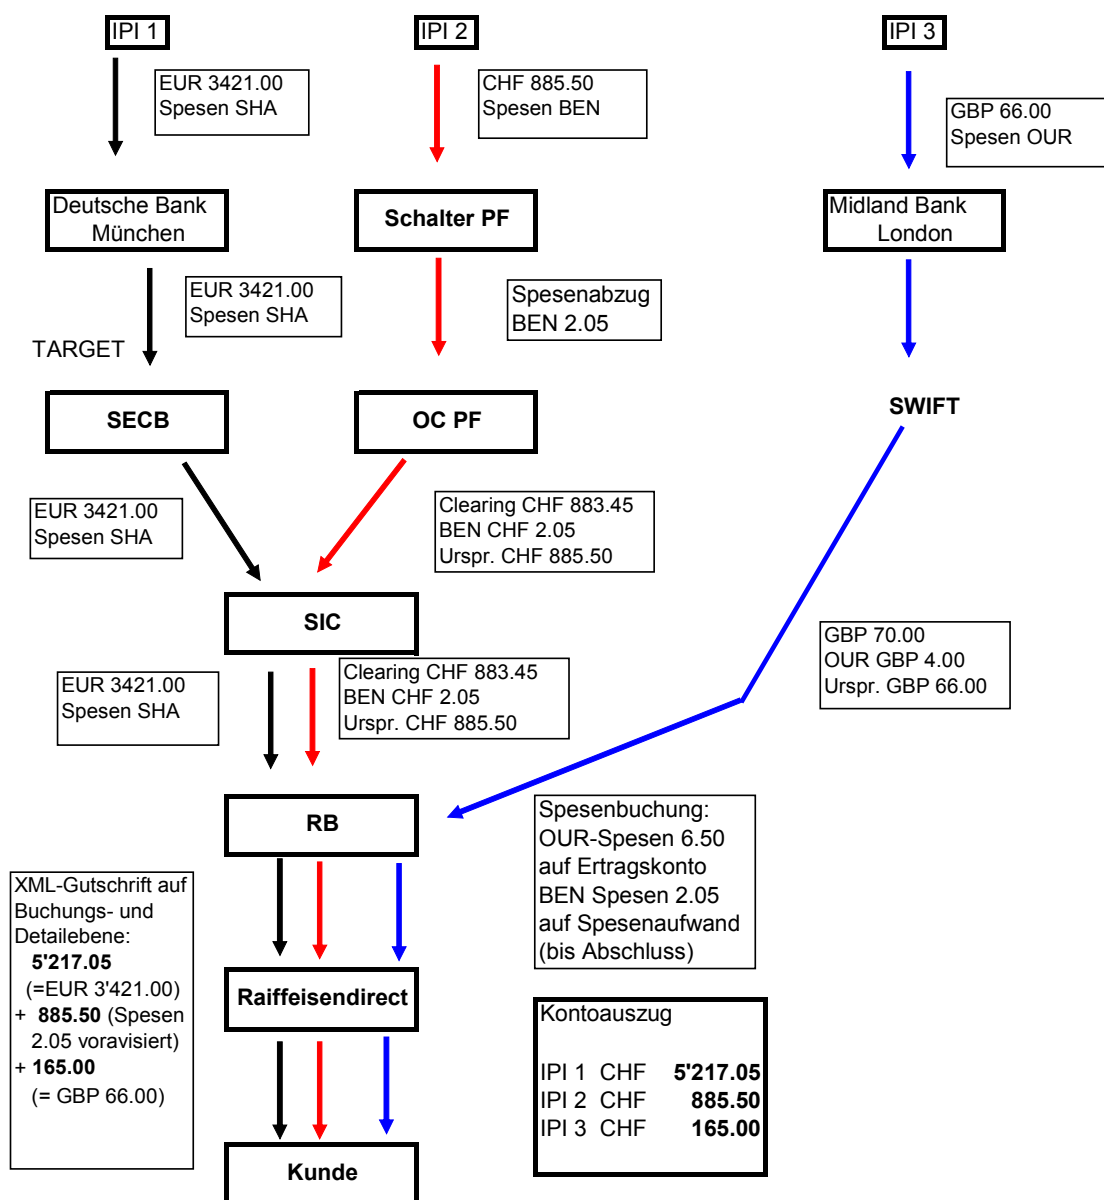 IPI 1
IPI 2
IPI 3
EUR 3421.00
Spesen SHA
CHF 885.50
Spesen BEN
GBP 66.00
Spesen OUR
Deutsche Bank
München
Schalter PF
Midland Bank
London
EUR 3421.00
Spesen SHA
Spesenabzug
BEN 2.05
TARGET
SECB
OC PF
SWIFT
EUR 3421.00
Spesen SHA
Clearing CHF 883.45
BEN CHF 2.05
Urspr. CHF 885.50
SIC
GBP 70.00
OUR GBP 4.00
Urspr. GBP 66.00
EUR 3421.00
Spesen SHA
Clearing CHF 883.45
BEN CHF 2.05
Urspr. CHF 885.50
RB
Spesenbuchung:
OUR-Spesen 6.50
auf Ertragskonto
BEN Spesen 2.05
auf Spesenaufwand
(bis Abschluss)
XML-Gutschrift auf
Buchungs- und
Detailebene:
5'217.05
(=EUR 3'421.00)
+ 885.50 (Spesen
2.05 voravisiert)
+ 165.00
(= GBP 66.00)
Raiffeisendirect
Kontoauszug
IPI 1 CHF 5'217.05
IPI 2 CHF 885.50
IPI 3 CHF 165.00
Kunde